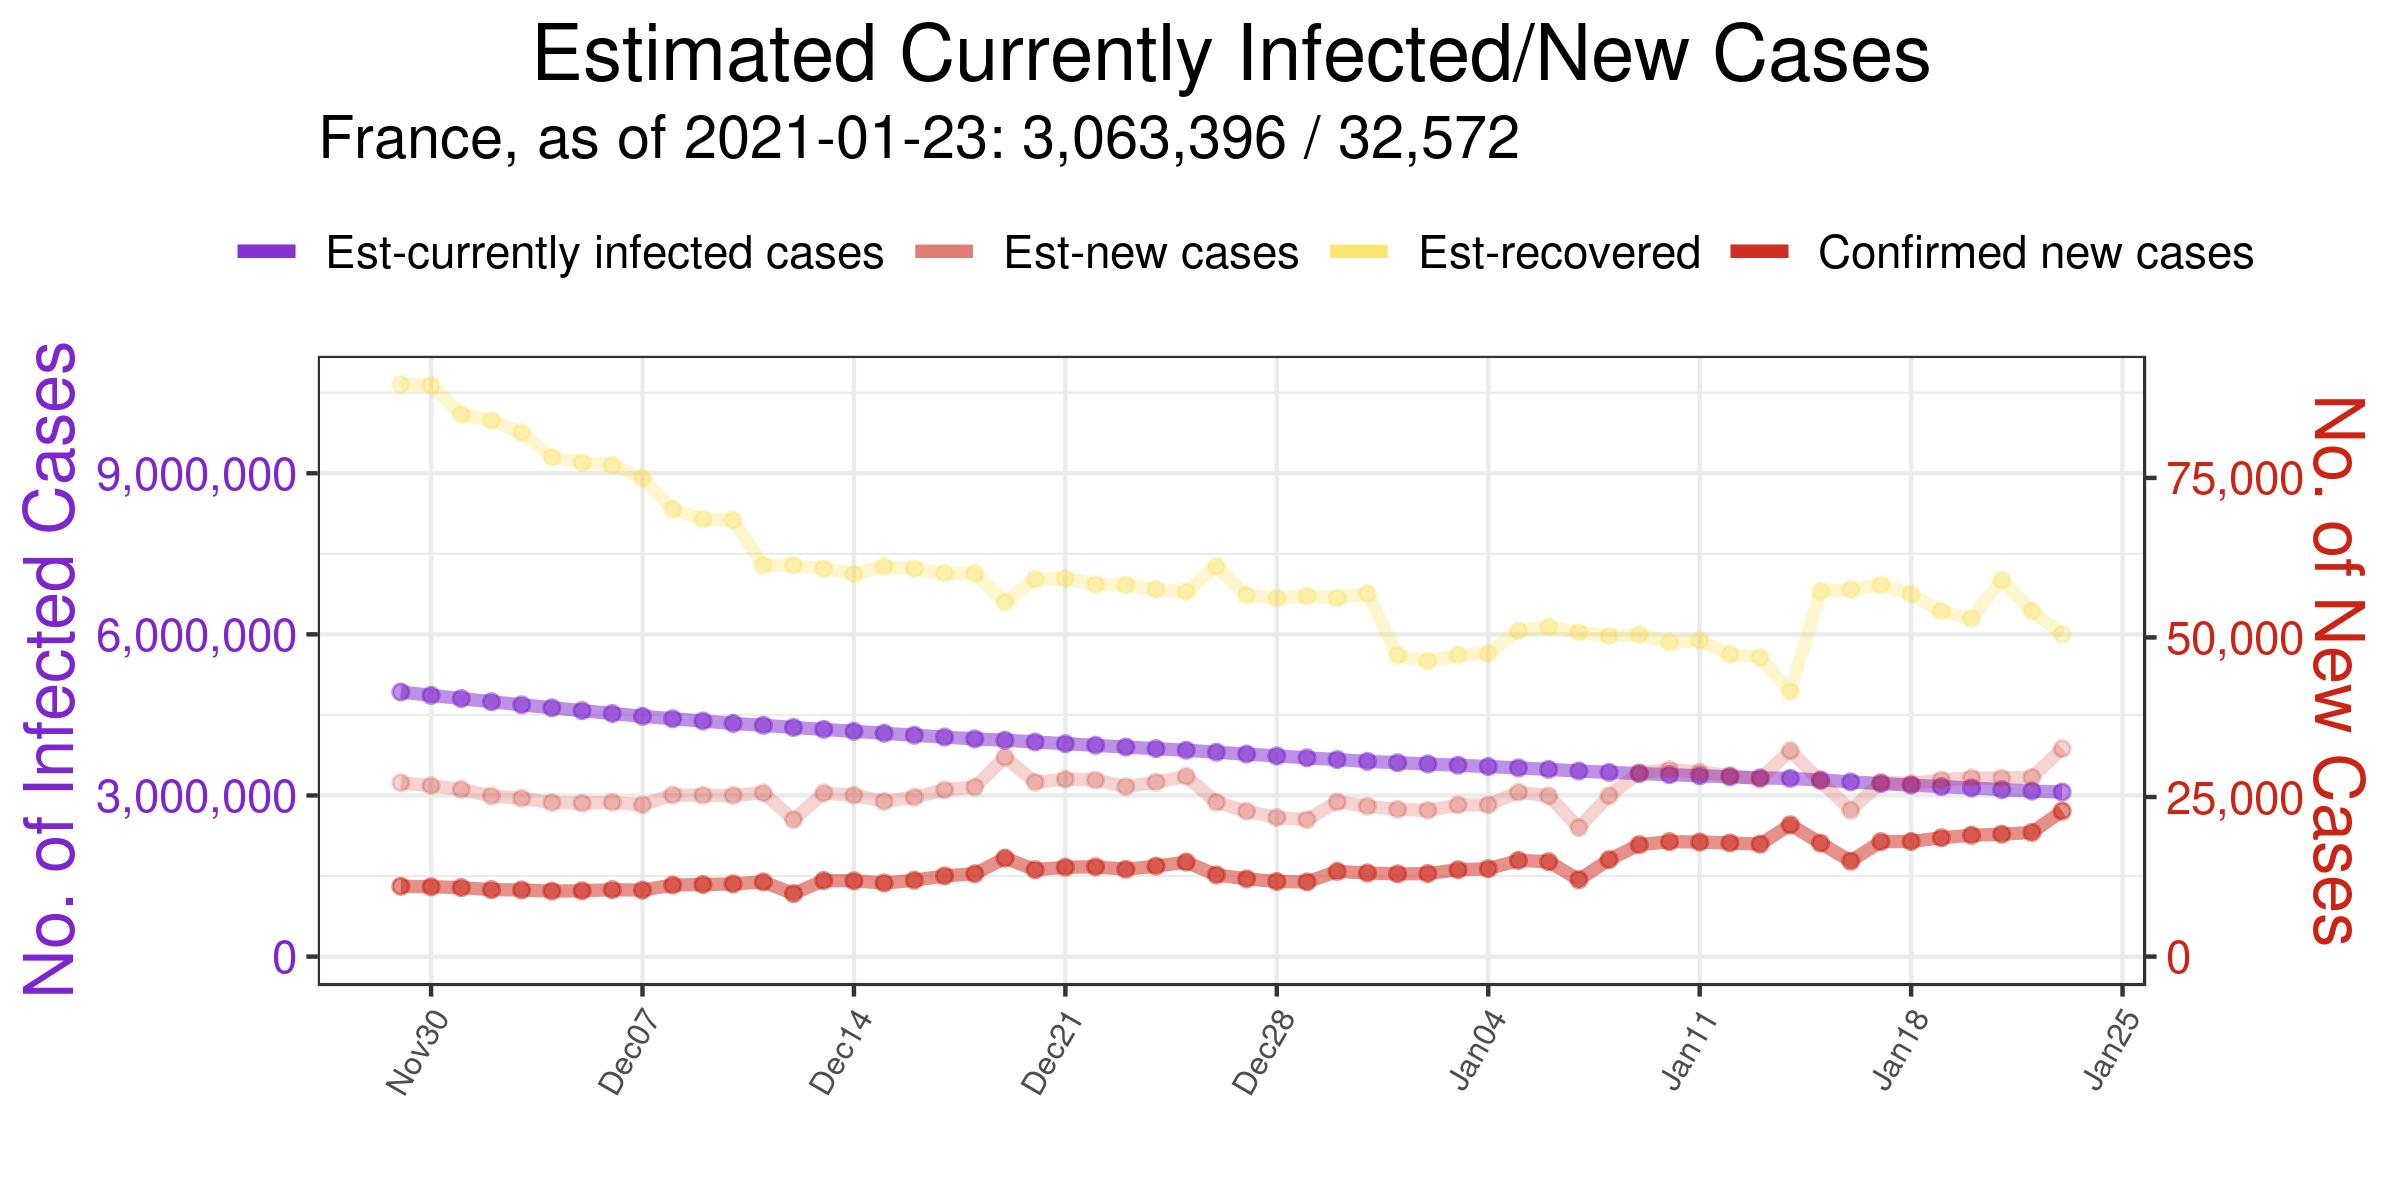 Estimated Currently Infected/New Cases
France, as of 2021-01-23: 3,063,396 / 32,572
Est-currently infected cases Est-new cases Est-recovered Confirmed new cases
No. of Infected Cases
9,000,000
6,000,000
3,000,000
0
75,000
50,000
25,000
0
No. of New Cases
Nov30 Dec07 Dec14 Dec21 Dec28 Jan04 Jan11 Jan18 Jan25